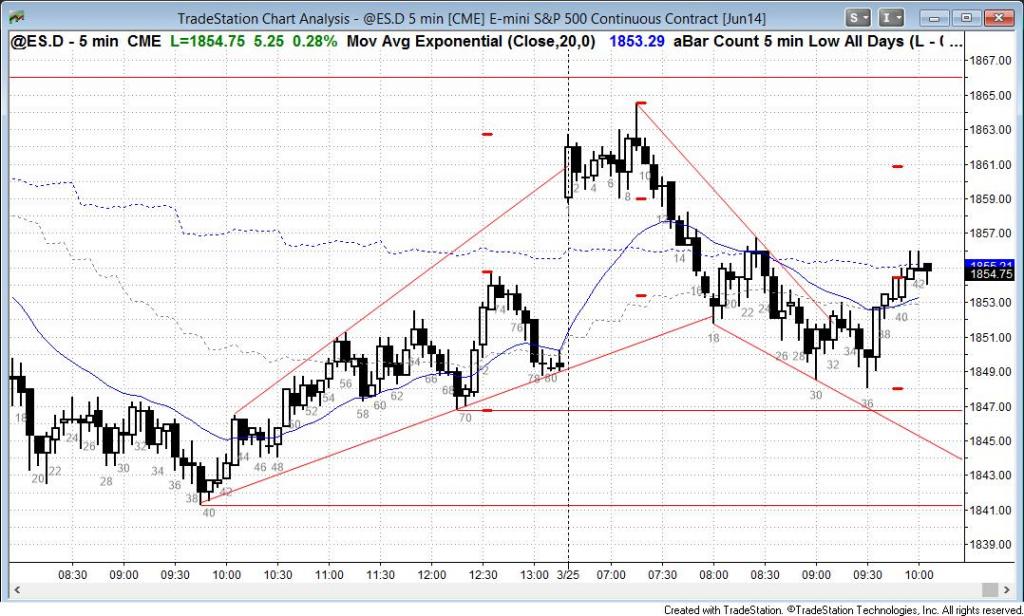 TradeStation Chart Analysis - @ES.D 5 min [CME] E-mini S&P 500 Continuous Contract [Jun14]
S I
@ES.D - 5 min CME L=1854.75 5.25 0.28% Mov Avg Exponential (Close,20,0) 1853.29 aBar Count 5 min Low All Days (L - ( ...
1867.00
1865.00
1863.00
1861.00
1859.00
1857.00
1854.75
1853.00
1851.00
1849.00
1847.00
1845.00
1843.00
1841.00
1839.00
2 4 6 8 10 12
14 16 18 20 22 24
26 28 30 32 34 36 38 40 42
18 20 22 24 26 28 30 32 34 36 38 40 42 44 46 48
52 54 56 58 60 62 64 66 68 70
74 76 78 80
08:30 09:00 09:30 10:00 10:30 11:00 11:30 12:00 12:30 13:00 3/25 07:00 07:30 08:00 08:30 09:00 09:30 10:00
Created with TradeStation. ©TradeStation Technologies, Inc. All rights reserved.